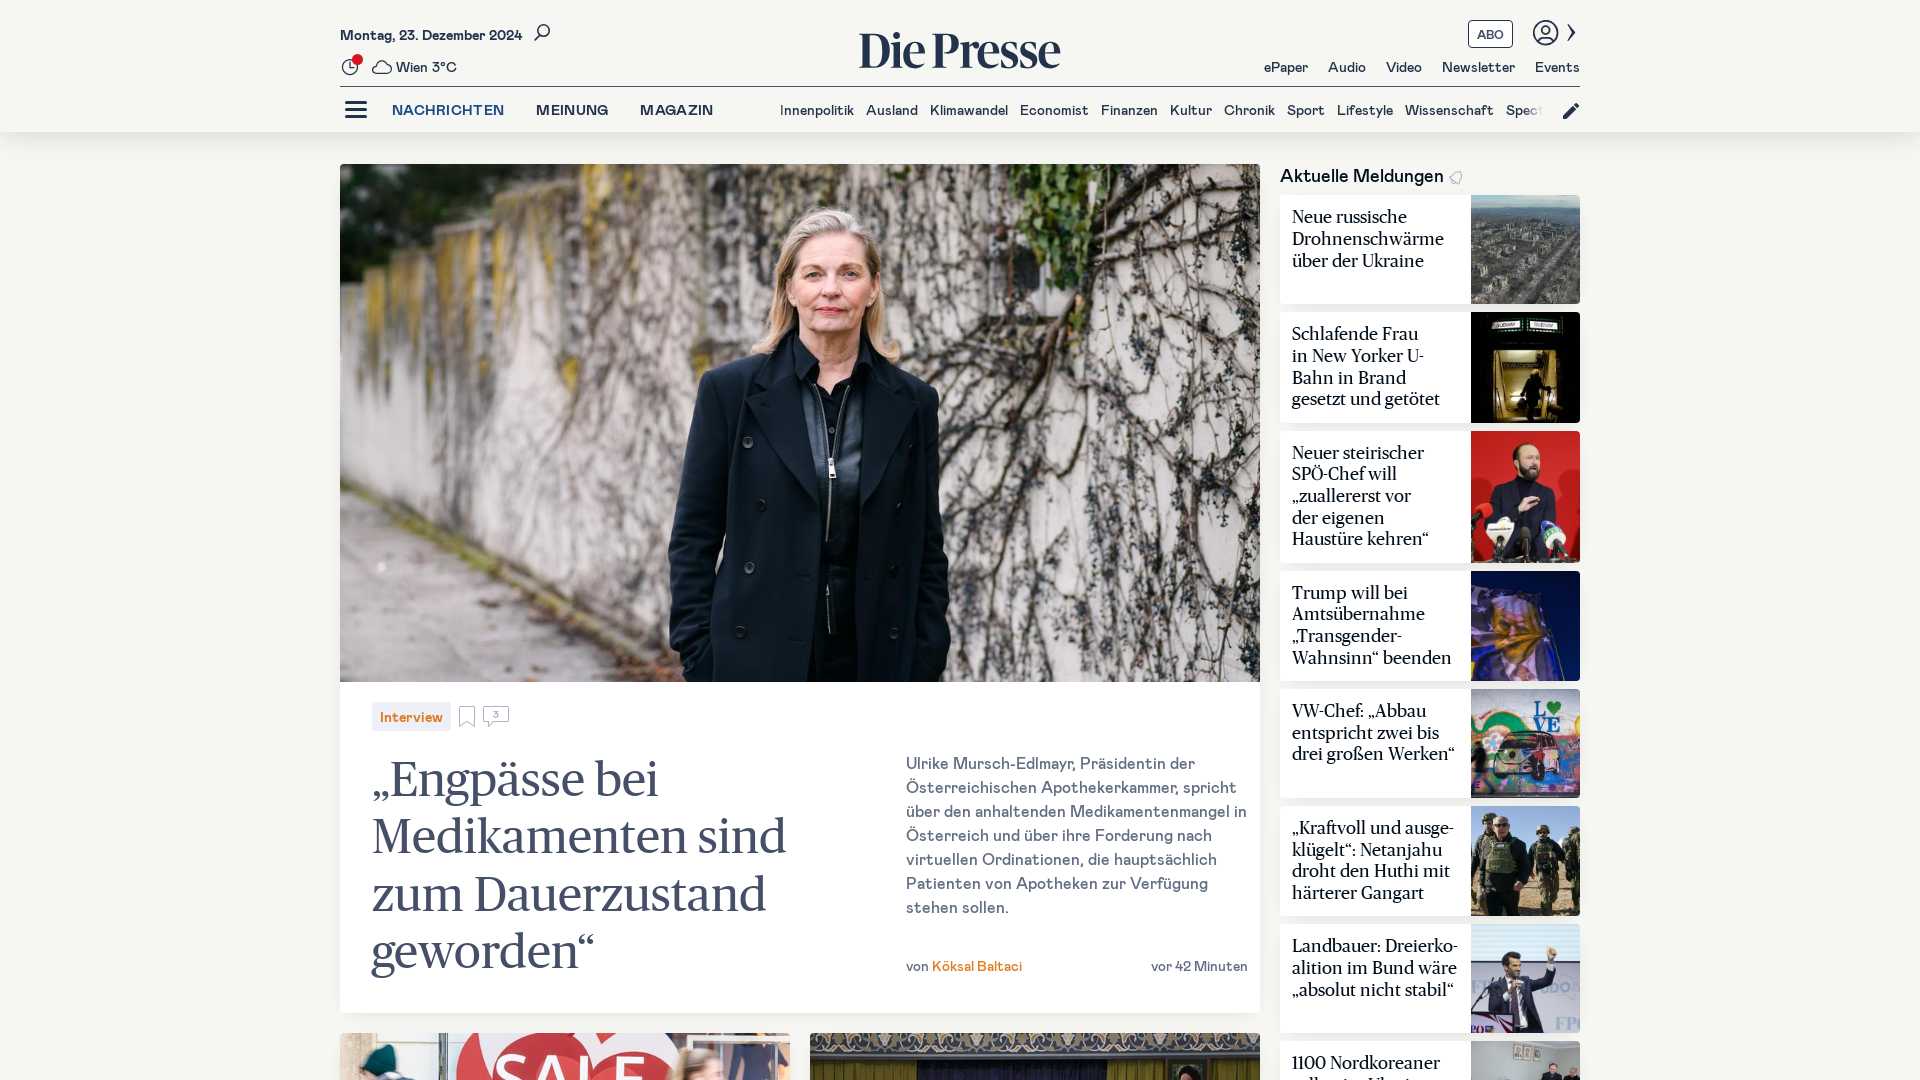 Montag, 23. Dezember 2024
Wien 3°C
Die Presse
ABO
ePaper Audio Video Newsletter Events
NACHRICHTEN MEINUNG MAGAZIN
Innenpolitik Ausland Klimawandel Economist Finanzen Kultur Chronik Sport Lifestyle Wissenschaft
Interview
3
„Engpässe bei
Medikamenten sind
zum Dauerzustand
geworden“
Ulrike Mursch-Edlmayr, Präsidentin der
Österreichischen Apothekerkammer, spricht
über den anhaltenden Medikamentenmangel in
Österreich und über ihre Forderung nach
virtuellen Ordinationen, die hauptsächlich
Patienten von Apotheken zur Verfügung
stehen sollen.
von Köksal Baltaci
vor 42 Minuten
SALE
Aktuelle Meldungen
Neue russische
Drohnenschwärme
über der Ukraine
Schlafende Frau
in New Yorker U-
Bahn in Brand
gesetzt und getötet
Neuer steirischer
SPÖ-Chef will
„zuallererst vor
der eigenen
Haustüre kehren“
Trump will bei
Amtsübernahme
„Transgender-
Wahnsinn“ beenden
VW-Chef: „Abbau
entspricht zwei bis
drei großen Werken“
LOVE
„Kraftvoll und ausge-
klügelt“: Netanjahu
droht den Huthi mit
härterer Gangart
Landbauer: Dreierko-
alition im Bund wäre
„absolut nicht stabil“
1100 Nordkoreaner